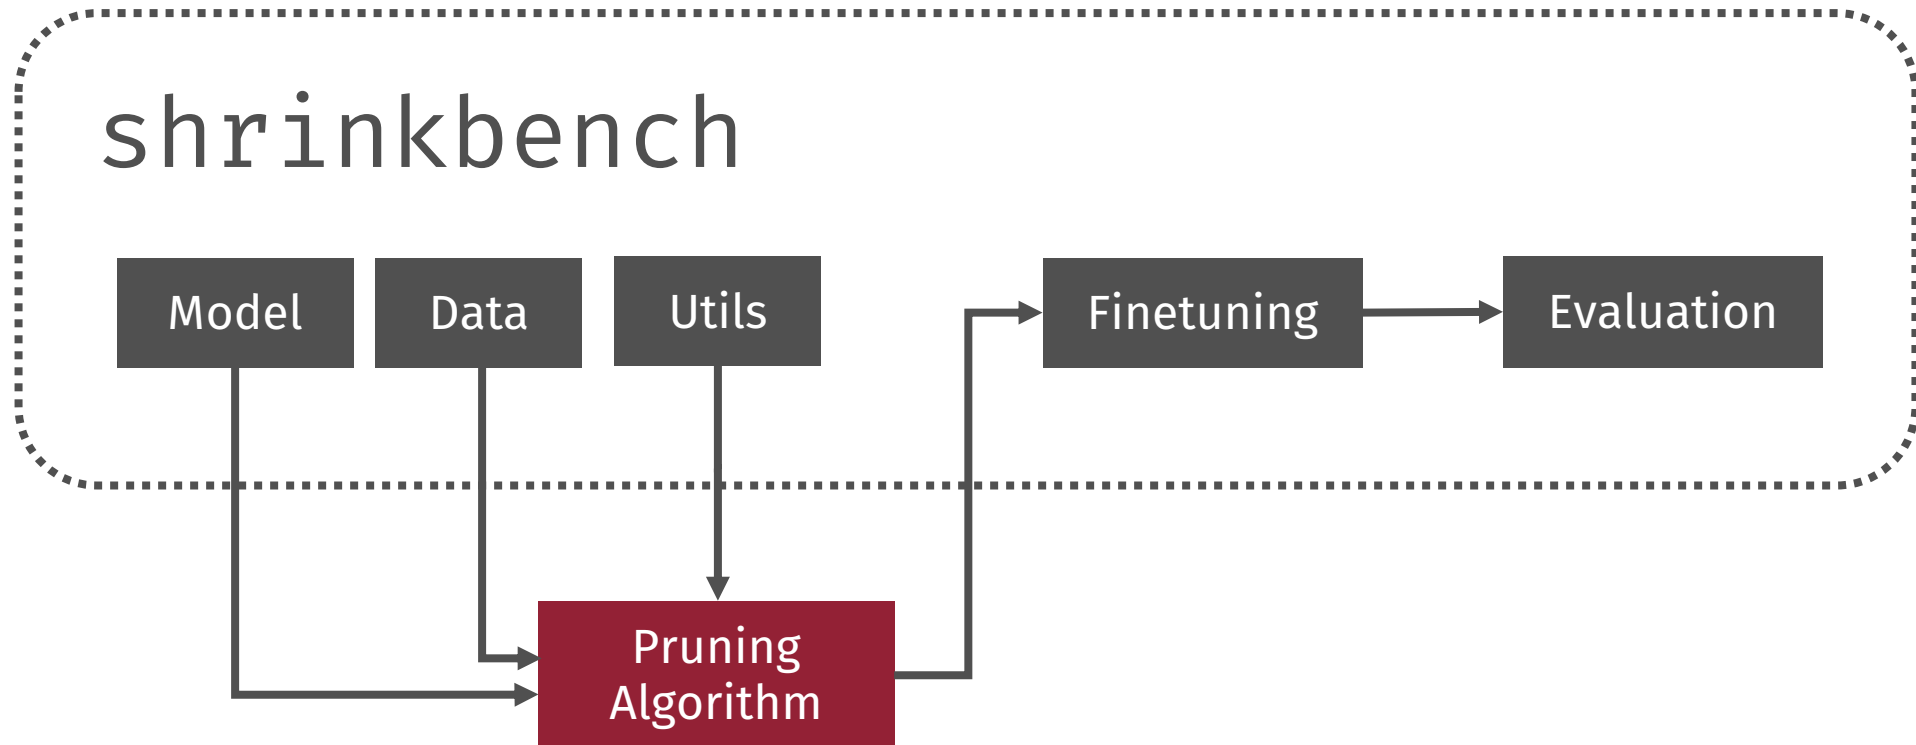 shrinkbench
Model
Data
Utils
Finetuning
Evaluation
Pruning
Algorithm